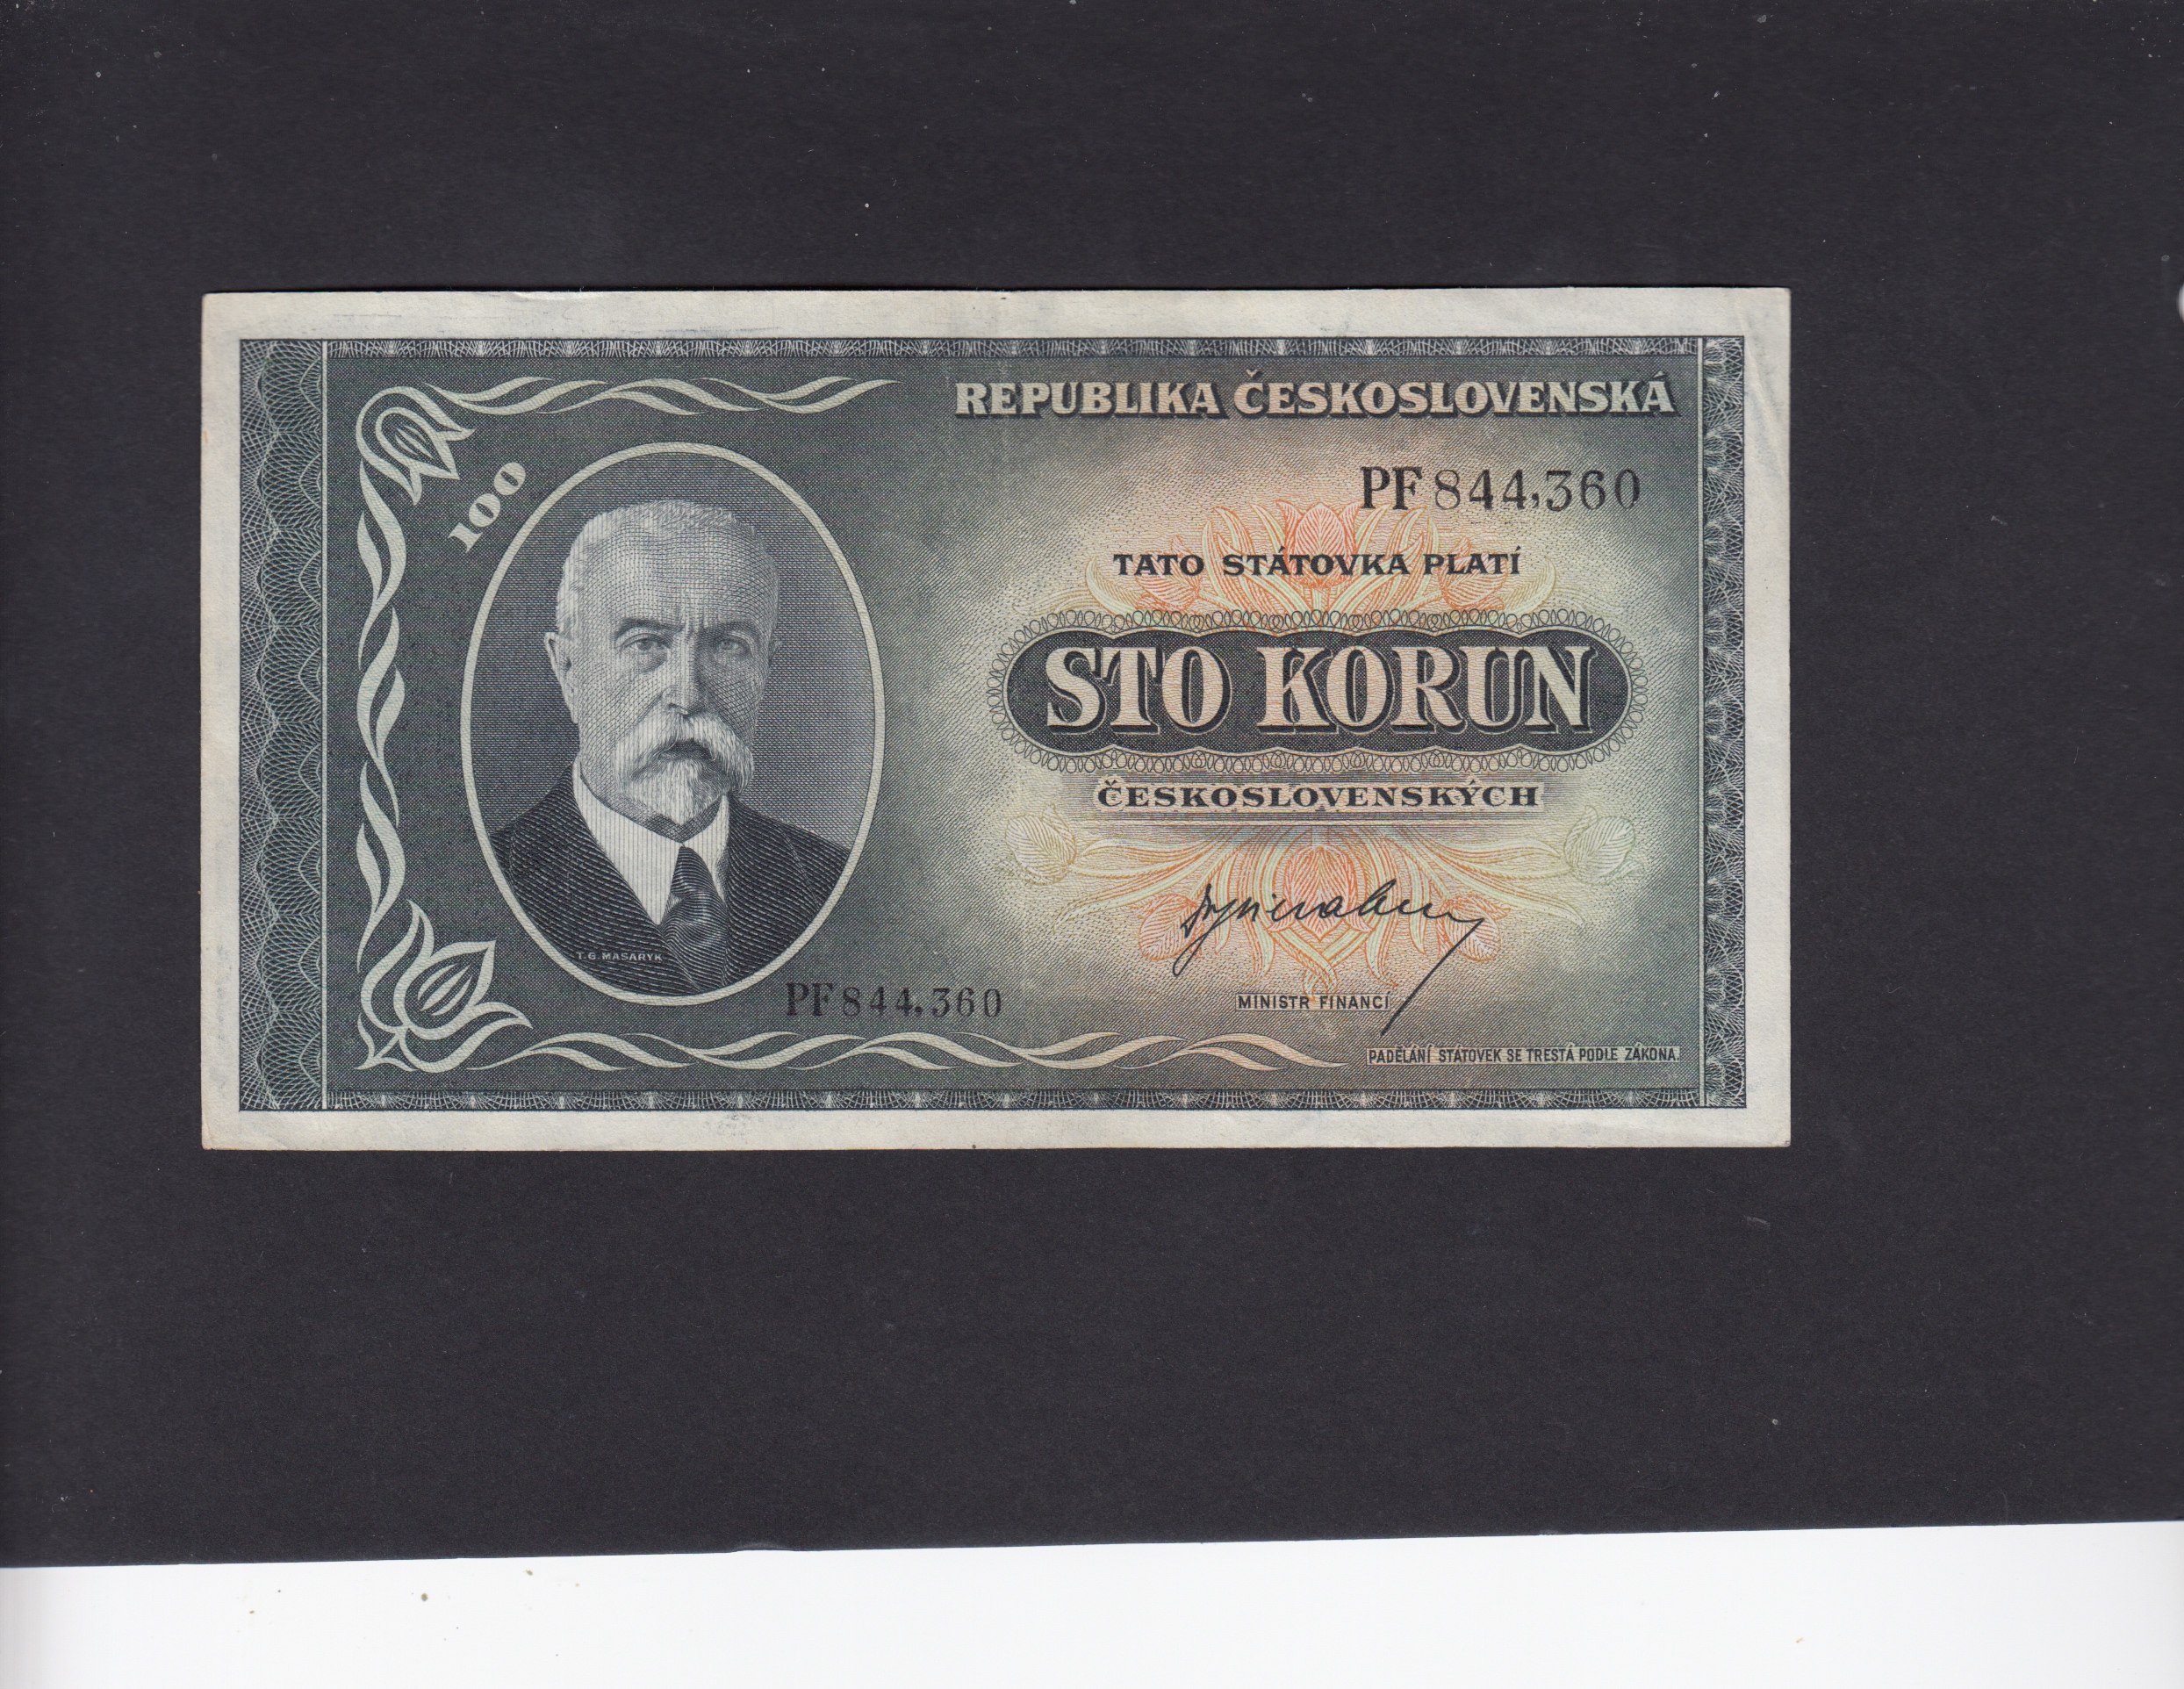 REPUBLIKA ČESKOSLOVENSKÁ
100
PF 844,360
TATO STÁTOVKA PLATÍ
STO KORUN
ČESKOSLOVENSKÝCH
T. G. MASARYK
PF 844,360
MINISTR FINANCÍ
PADĚLÁNÍ STÁTOVEK SE TRESTÁ PODLE ZÁKONA.